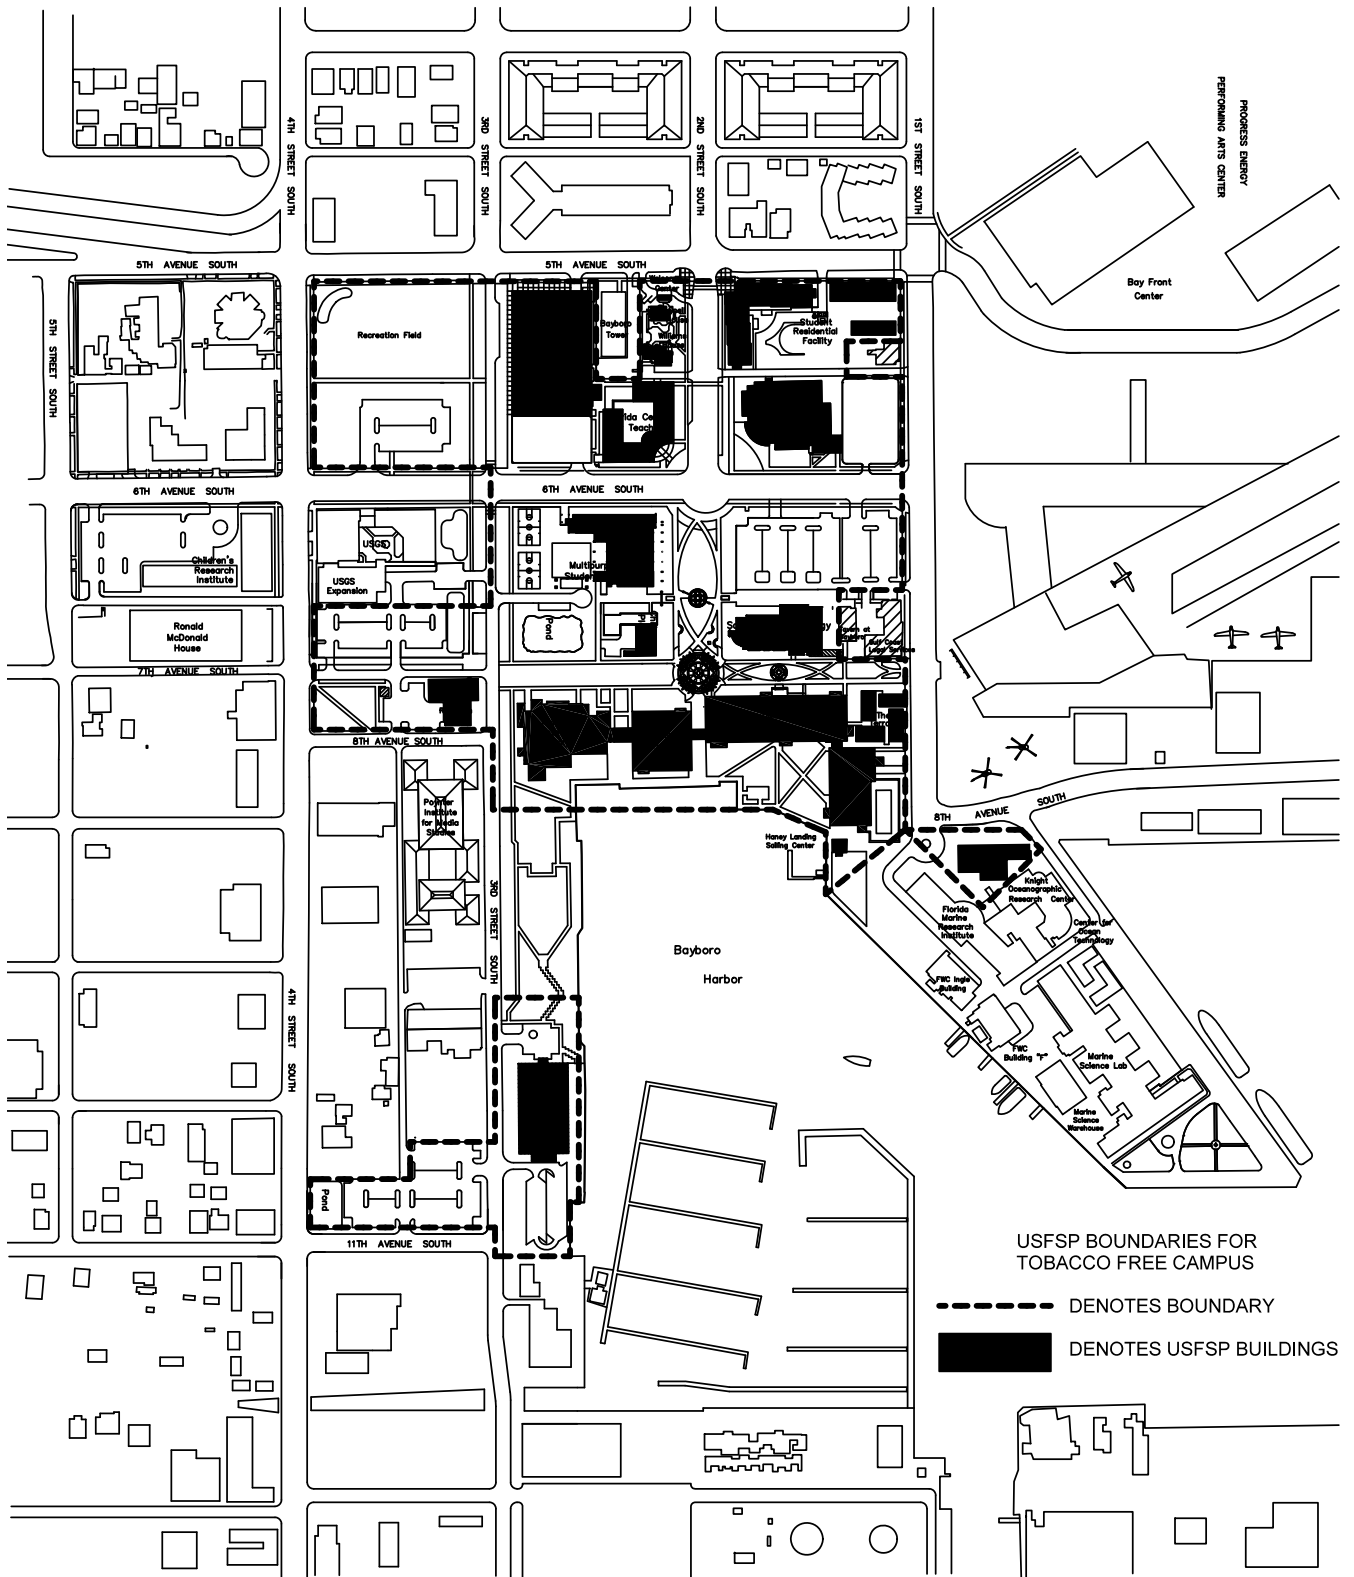 PROGRESS ENERGY
PERFORMING ARTS CENTER
4TH STREET SOUTH
3RD STREET SOUTH
2ND STREET SOUTH
1ST STREET SOUTH
5TH AVENUE SOUTH
5TH AVENUE SOUTH
Bay Front
Center
5TH STREET SOUTH
Recreation Field
Bayboro
Student
Residential
Facility
6TH AVENUE SOUTH
6TH AVENUE SOUTH
USGS
USGS
Expansion
Children's
Research
Institute
Pond
Ronald
McDonald
House
7TH AVENUE SOUTH
8TH AVENUE SOUTH
Poynter
Institute
for Media
Studies
8TH AVENUE SOUTH
Haney Landing
Sailing Center
Knight
Oceanographic
Research Center
Florida
Marine
Research
Institute
Center for
Ocean
Technology
3RD STREET SOUTH
Bayboro
Harbor
FWC Ingle
Building
FWC
Building "F"
Marine
Science Lab
Marine
Science
Warehouse
4TH STREET SOUTH
Pond
11TH AVENUE SOUTH
USFSP BOUNDARIES FOR
TOBACCO FREE CAMPUS
DENOTES BOUNDARY
DENOTES USFSP BUILDINGS